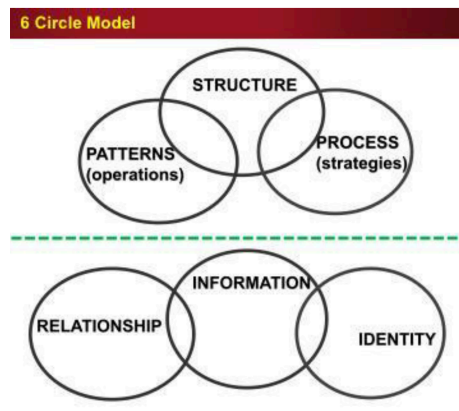 6 Circle Model
STRUCTURE
PATTERNS
(operations)
PROCESS
(strategies)
INFORMATION
RELATIONSHIP
IDENTITY